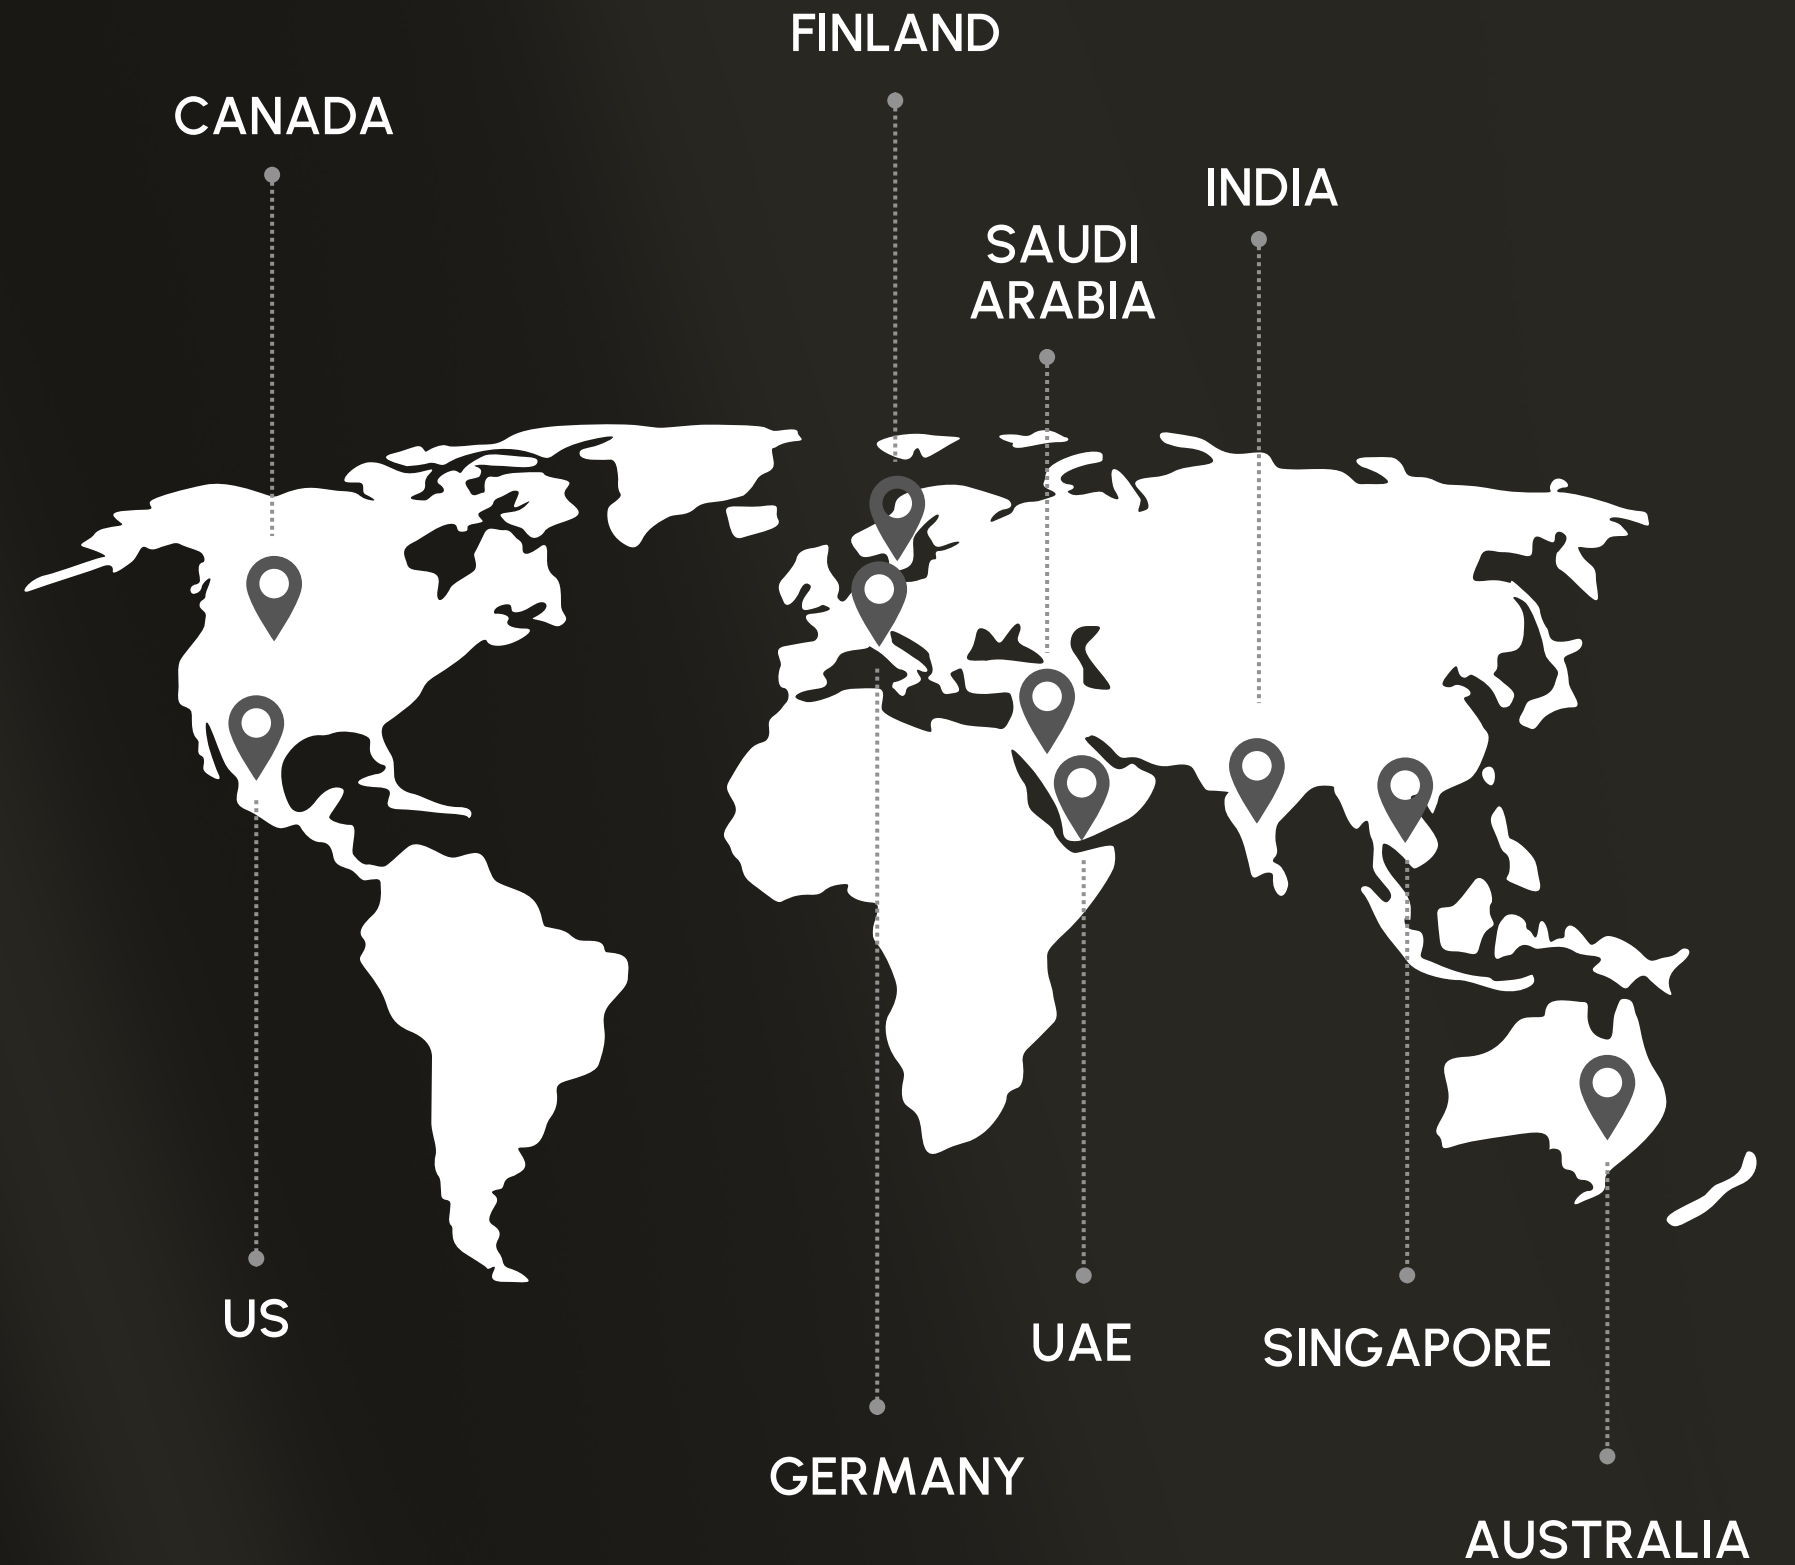 FINLAND
CANADA
INDIA
SAUDI
ARABIA
US
UAE
SINGAPORE
GERMANY
AUSTRALIA